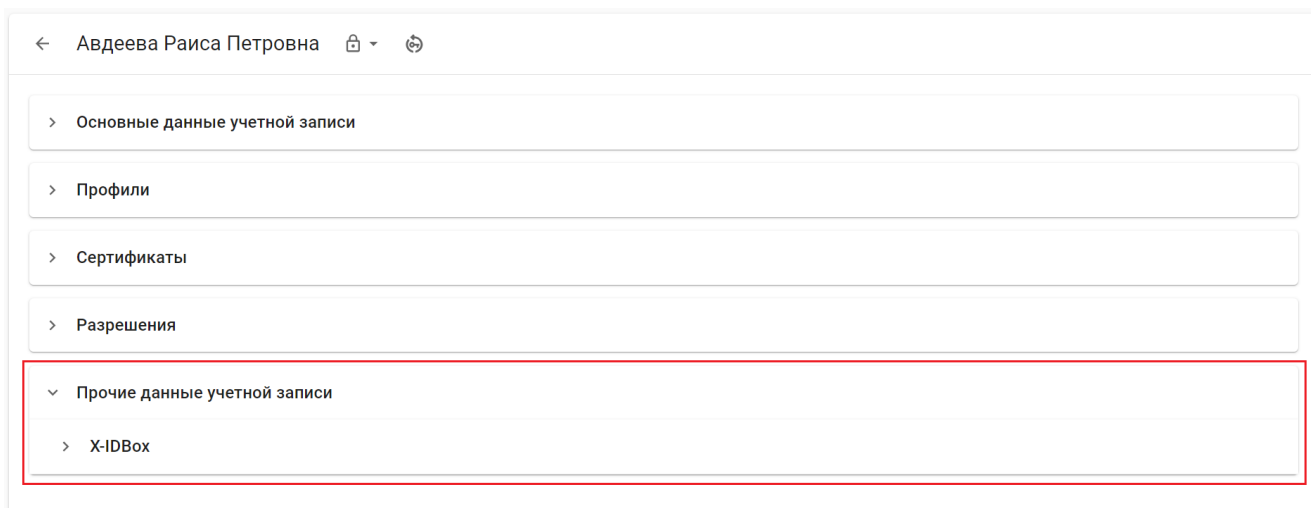 Авдеева Раиса Петровна
Основные данные учетной записи
Профили
Сертификаты
Разрешения
Прочие данные учетной записи
X-IDBox